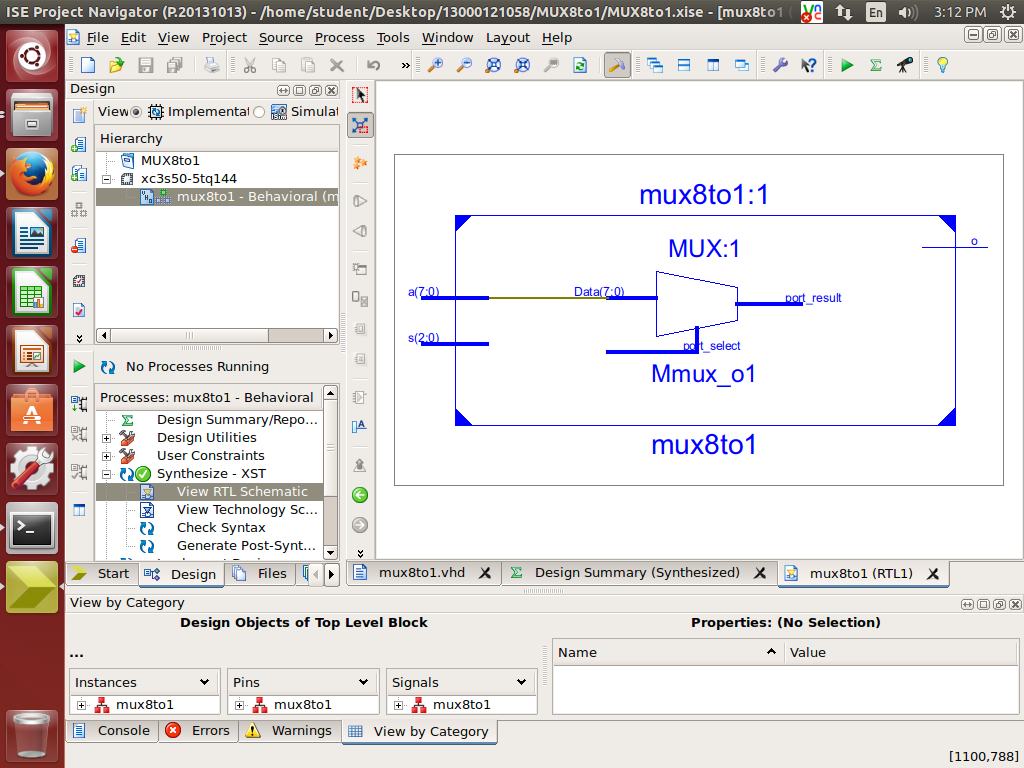 ISE Project Navigator (P.20131013) - /home/student/Desktop/13000121058/MUX8to1/MUX8to1.xise - [mux8to1 (
En
3:12 PM
File Edit View Project Source Process Tools Window Layout Help
Design
View Implementat Simulat
Hierarchy
MUX8to1
xc3s50-5tq144
mux8to1 - Behavioral (m
No Processes Running
Processes: mux8to1 - Behavioral
Design Summary/Repo...
Design Utilities
User Constraints
Synthesize - XST
View RTL Schematic
View Technology Sc...
Check Syntax
Generate Post-Synt...
Start Design Files
mux8to1:1
MUX:1
o
a(7:0) Data(7:0) port_result
s(2:0) port_select
Mmux_o1
mux8to1
mux8to1.vhd Design Summary (Synthesized) mux8to1 (RTL1)
View by Category
Design Objects of Top Level Block Properties: (No Selection)
...
Name Value
Instances Pins Signals
mux8to1 mux8to1 mux8to1
Console Errors Warnings View by Category
[1100,788]